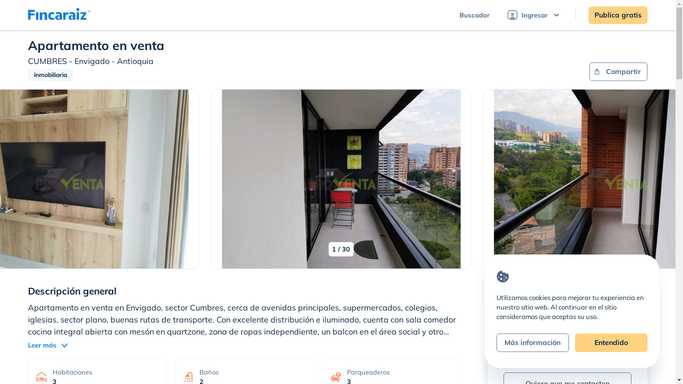 Fincaraiz
Buscador
Ingresar
Publica gratis
Apartamento en venta
CUMBRES - Envigado - Antioquia
Inmobiliaria
Compartir
VENTA
VENTA
VENTA
1 / 30
Descripción general
Apartamento en venta en Envigado, sector Cumbres, cerca de avenidas principales, supermercados, colegios,
iglesias, sector plano, buenas rutas de transporte. Con excelente distribución e iluminado, cuenta con sala comedor
cocina integral abierta con mesón en quartzone, zona de ropas independiente, un balcon en el área social y otro...
Leer más
Habitaciones
3
Baños
2
Parqueaderos
3
Utilizamos cookies para mejorar tu experiencia en
nuestro sitio web. Al continuar en el sitio
consideramos que aceptas su uso.
Más información
Entendido
Quiero que me contacten